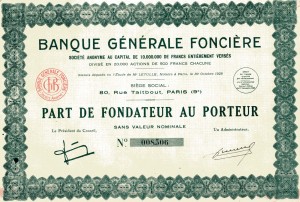 BANQUE GÉNÉRALE FONCIÈRE
SOCIÉTÉ ANONYME AU CAPITAL DE 10.000.000 DE FRANCS ENTIÈREMENT VERSÉS
DIVISÉ EN 20.000 ACTIONS DE 500 FRANCS CHACUNE
SIÈGE SOCIAL
80, Rue Taitbout, PARIS (9e)
PART DE FONDATEUR AU PORTEUR
SANS VALEUR NOMINALE
Le Président du Conseil,
Un Administrateur,
No 008506